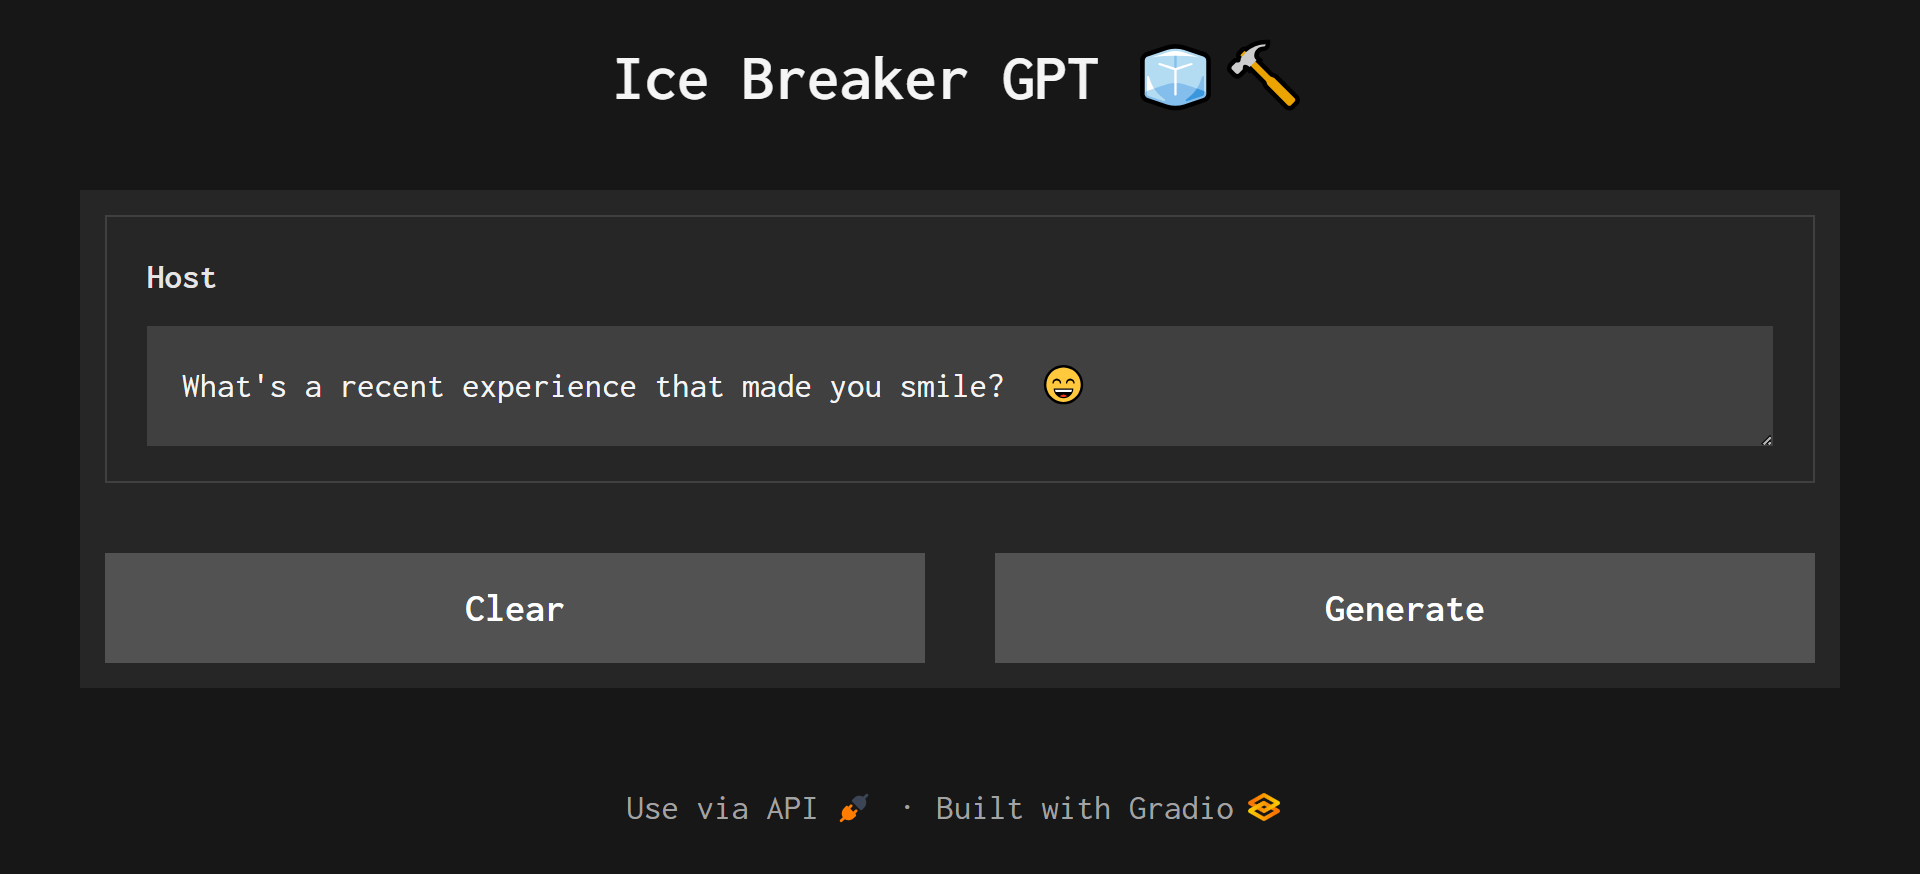 Ice Breaker GPT 🧊🔨
Host
What's a recent experience that made you smile? 😄
Clear
Generate
Use via API · Built with Gradio